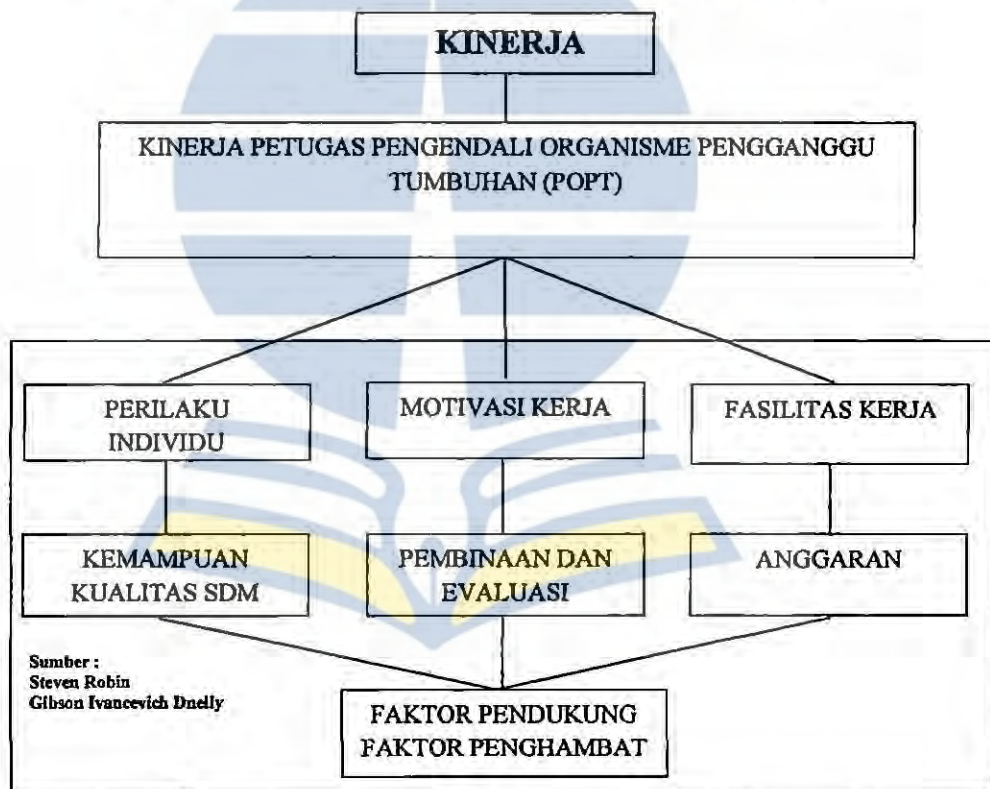 KINERJA
KINERJA PETUGAS PENGENDALI ORGANISME PENGGANGGU
TUMBUHAN (POPT)
PERILAKU
INDIVIDU
MOTIVASI KERJA
FASILITAS KERJA
KEMAMPUAN
KUALITAS SDM
PEMBINAAN DAN
EVALUASI
ANGGARAN
Sumber :
Steven Robin
Gibson Ivancevich Dnelly
FAKTOR PENDUKUNG
FAKTOR PENGHAMBAT